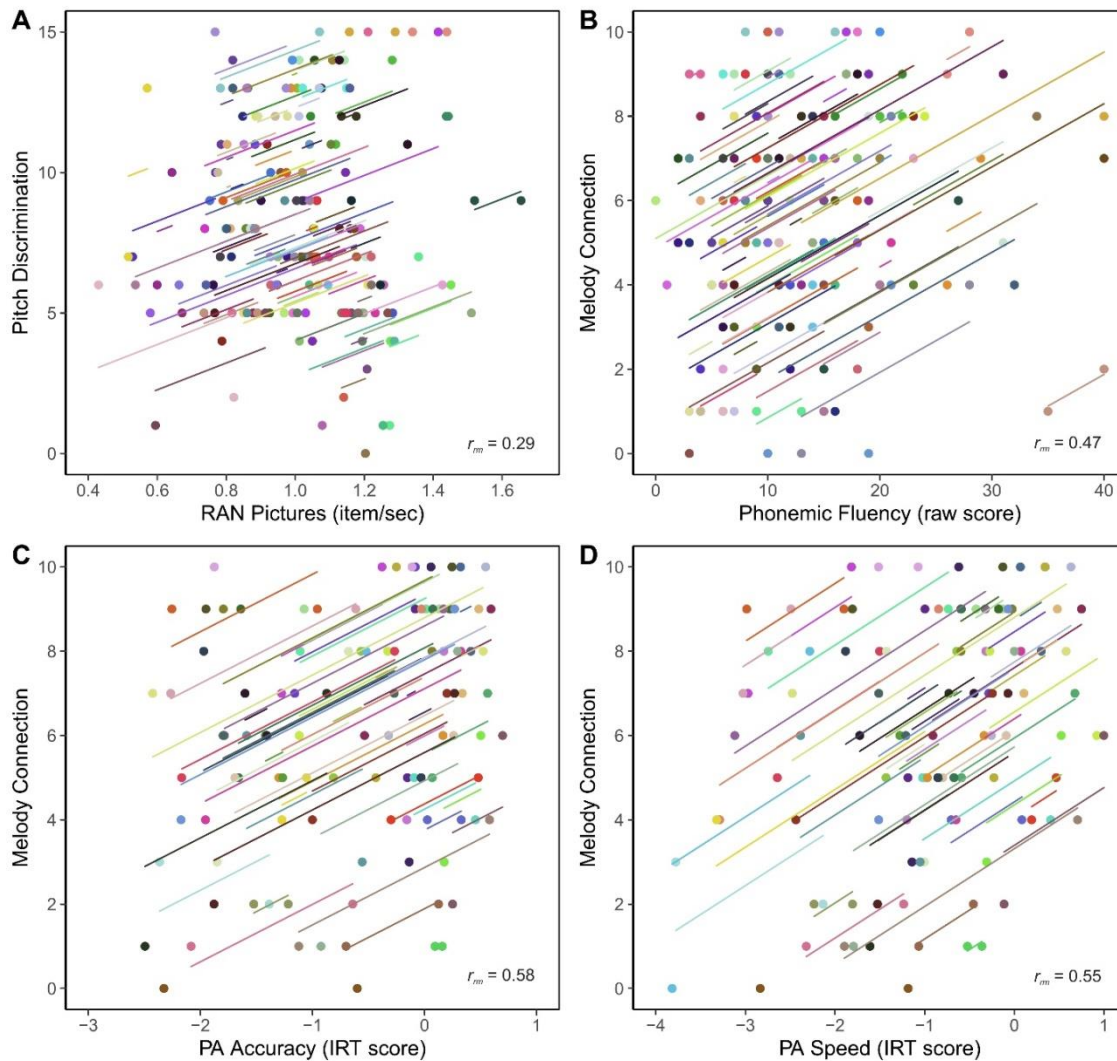 A
15
10
5
0
Pitch Discrimination
0.4 0.6 0.8 1.0 1.2 1.4 1.6
RAN Pictures (item/sec)
r_rm = 0.29
B
10
8
6
4
2
0
Melody Connection
0 10 20 30 40
Phonemic Fluency (raw score)
r_rm = 0.47
C
10
8
6
4
2
0
Melody Connection
−3 −2 −1 0 1
PA Accuracy (IRT score)
r_rm = 0.58
D
10
8
6
4
2
0
Melody Connection
−4 −3 −2 −1 0 1
PA Speed (IRT score)
r_rm = 0.55